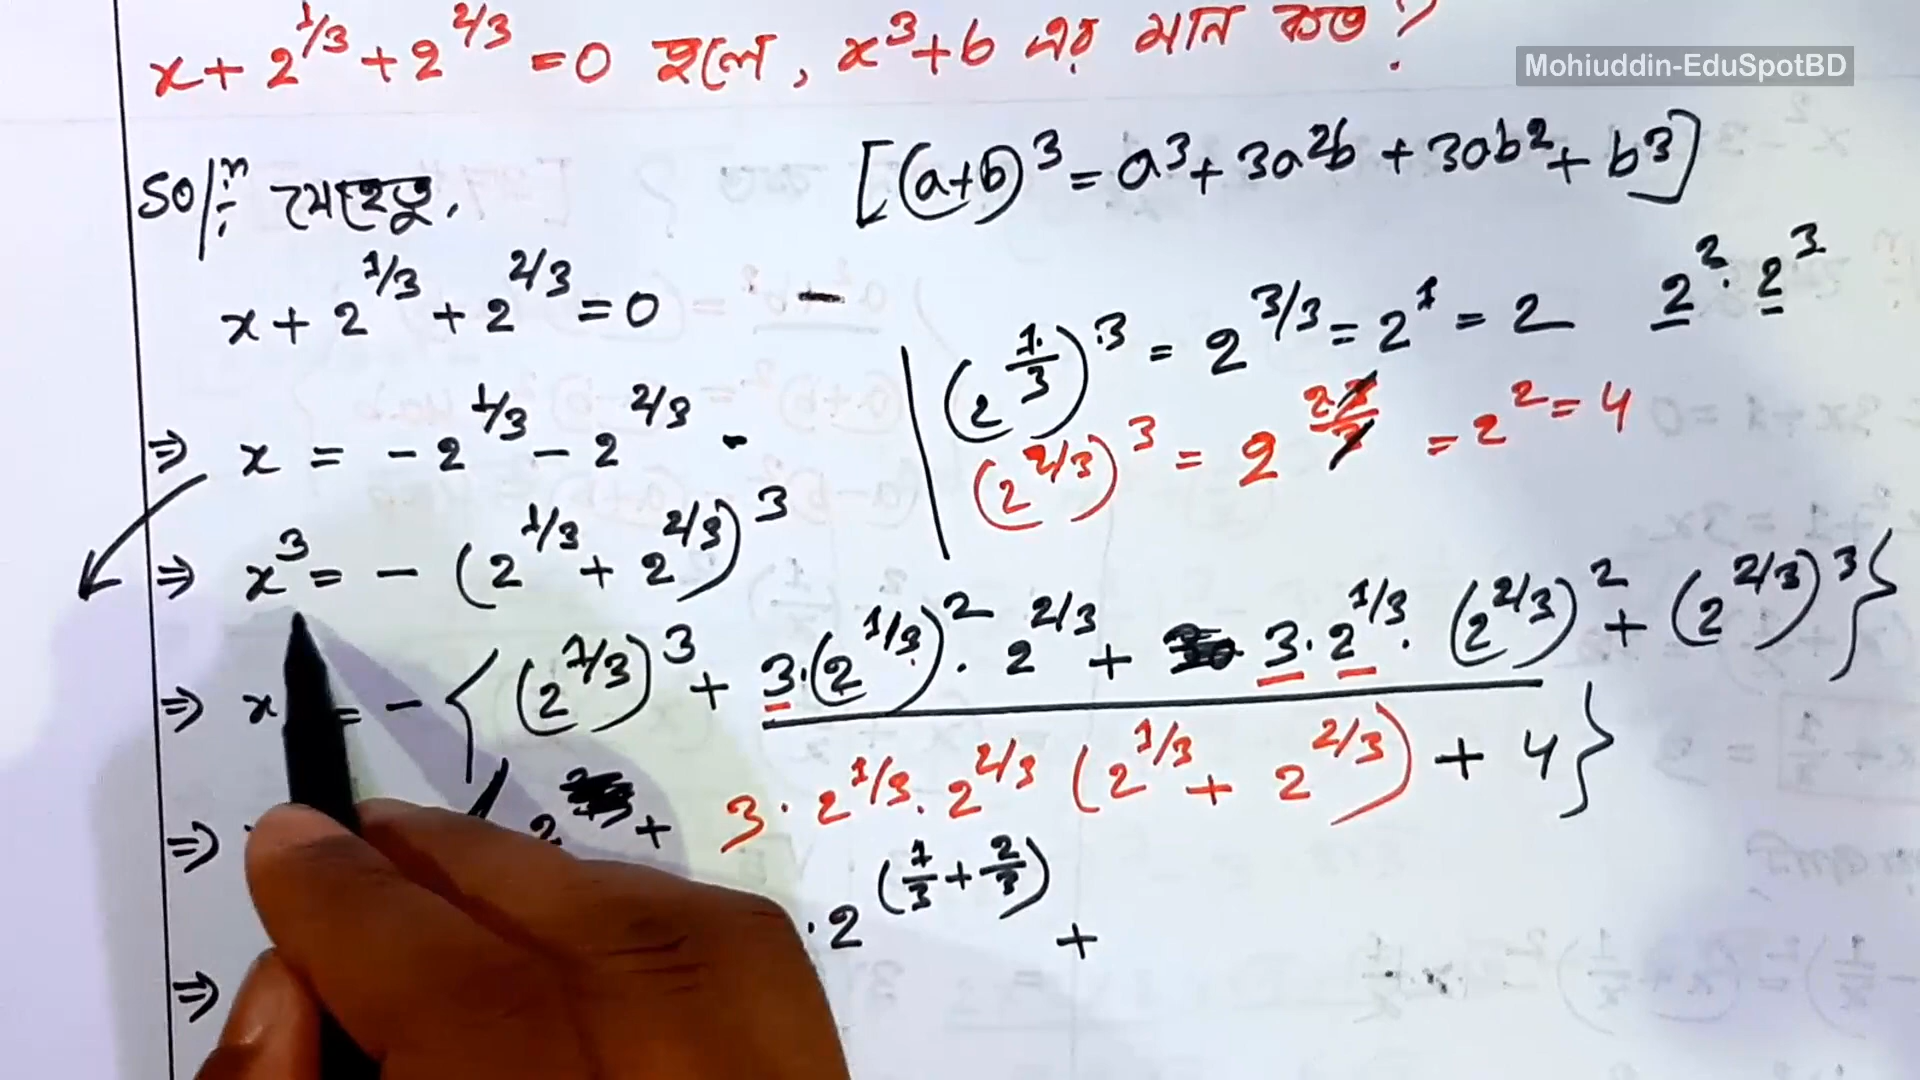 x + 2^{1/3} + 2^{2/3} = 0 হলে, x³ + 6 এর মান কত?
Mohiuddin-EduSpotBD
Solⁿ: যেহেতু,
[(a+b)³ = a³ + 3a²b + 3ab² + b³]
x + 2^{1/3} + 2^{2/3} = 0 -
⇒ x = - 2^{1/3} - 2^{2/3} -
(2^{1/3})^{.3} = 2^{3/3} = 2^1 = 2
2² · 2³
(2^{2/3})³ = 2 = 2² = 4
⇒ x³ = - (2^{1/3} + 2^{2/3})³
⇒ x = - { (2^{1/3})³ + 3·(2^{1/3})² · 2^{2/3} + 3·2^{1/3} · (2^{2/3})² + (2^{2/3})³ }
⇒ { 2 + 3 · 2^{1/3} · 2^{2/3} (2^{1/3} + 2^{2/3}) + 4 }
⇒ · 2^{(1/3 + 2/3)} +